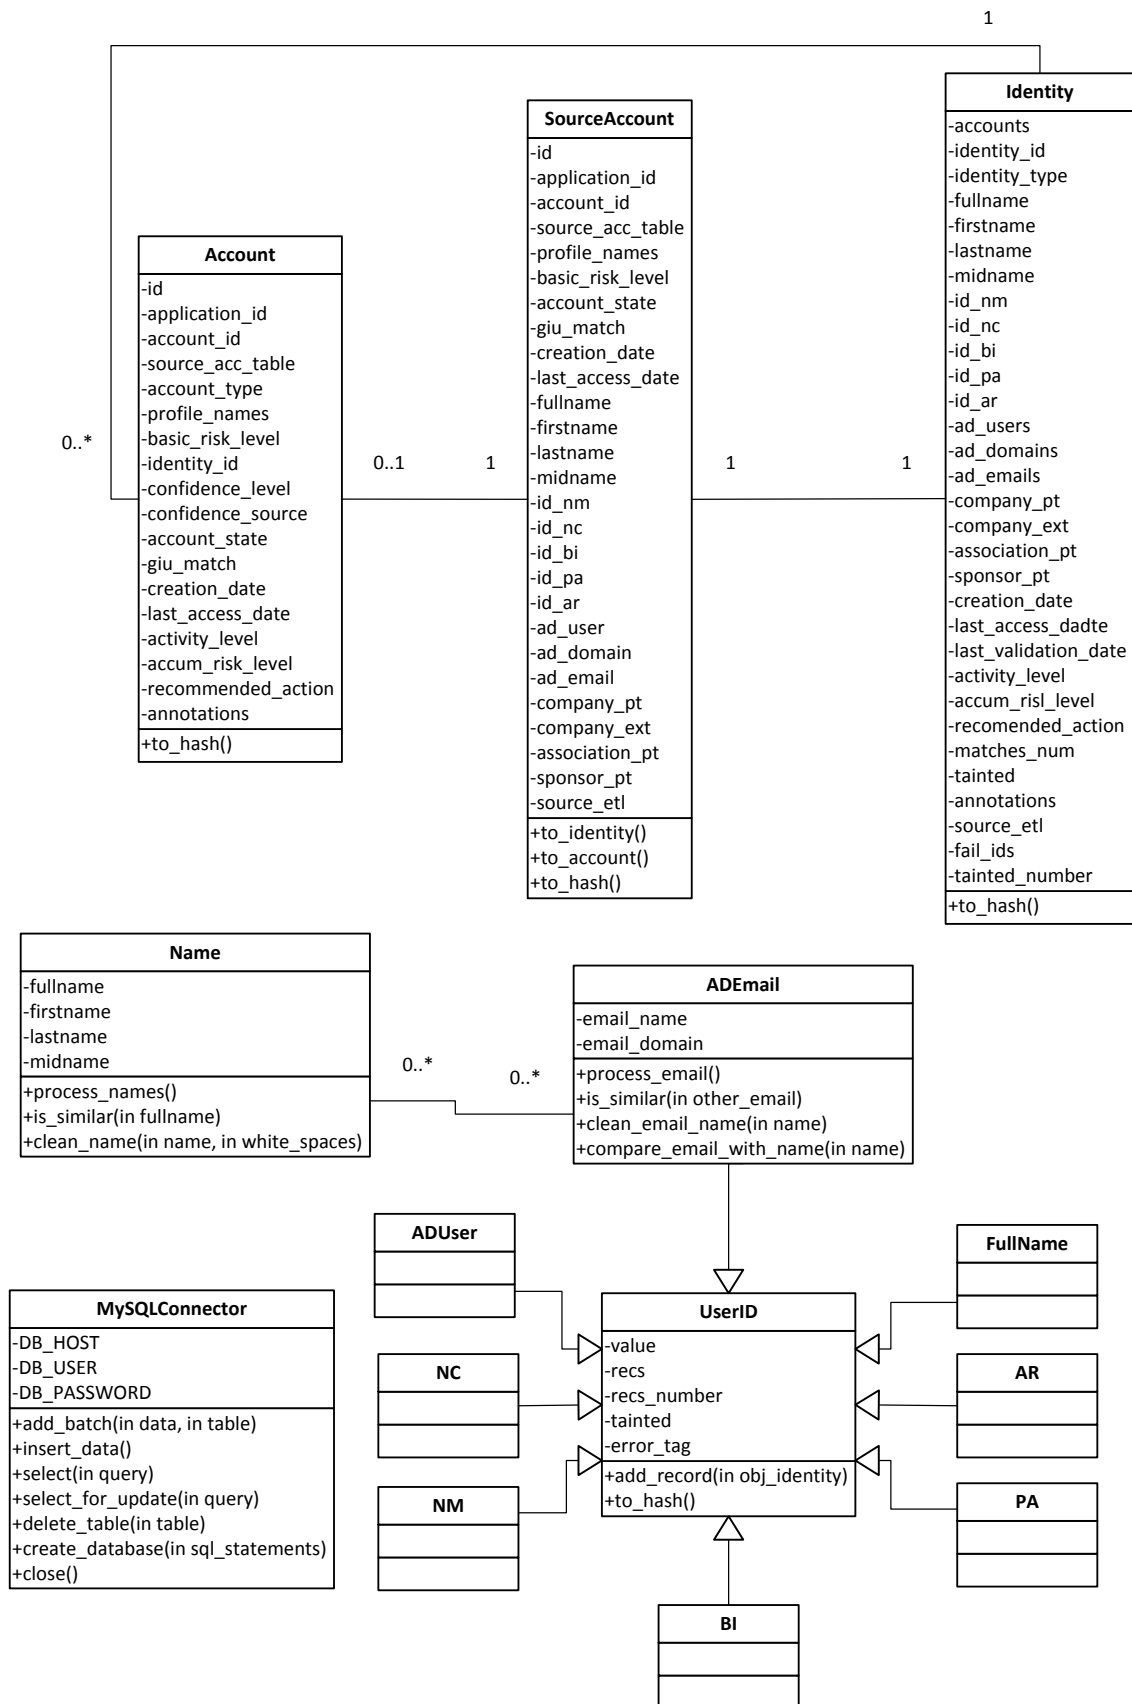 1
Identity
-accounts
-identity_id
-identity_type
-fullname
-firstname
-lastname
-midname
-id_nm
-id_nc
-id_bi
-id_pa
-id_ar
-ad_users
-ad_domains
-ad_emails
-company_pt
-company_ext
-association_pt
-sponsor_pt
-creation_date
-last_access_dadte
-last_validation_date
-activity_level
-accum_risl_level
-recomended_action
-matches_num
-tainted
-annotations
-source_etl
-fail_ids
-tainted_number
+to_hash()
SourceAccount
-id
-application_id
-account_id
-source_acc_table
-profile_names
-basic_risk_level
-account_state
-giu_match
-creation_date
-last_access_date
-fullname
-firstname
-lastname
-midname
-id_nm
-id_nc
-id_bi
-id_pa
-id_ar
-ad_user
-ad_domain
-ad_email
-company_pt
-company_ext
-association_pt
-sponsor_pt
-source_etl
+to_identity()
+to_account()
+to_hash()
Account
-id
-application_id
-account_id
-source_acc_table
-account_type
-profile_names
-basic_risk_level
-identity_id
-confidence_level
-confidence_source
-account_state
-giu_match
-creation_date
-last_access_date
-activity_level
-accum_risk_level
-recommended_action
-annotations
+to_hash()
0..*
0..1
1
1
1
Name
-fullname
-firstname
-lastname
-midname
+process_names()
+is_similar(in fullname)
+clean_name(in name, in white_spaces)
0..*
0..*
ADEmail
-email_name
-email_domain
+process_email()
+is_similar(in other_email)
+clean_email_name(in name)
+compare_email_with_name(in name)
ADUser
FullName
MySQLConnector
-DB_HOST
-DB_USER
-DB_PASSWORD
+add_batch(in data, in table)
+insert_data()
+select(in query)
+select_for_update(in query)
+delete_table(in table)
+create_database(in sql_statements)
+close()
UserID
-value
-recs
-recs_number
-tainted
-error_tag
+add_record(in obj_identity)
+to_hash()
NC
AR
NM
PA
BI